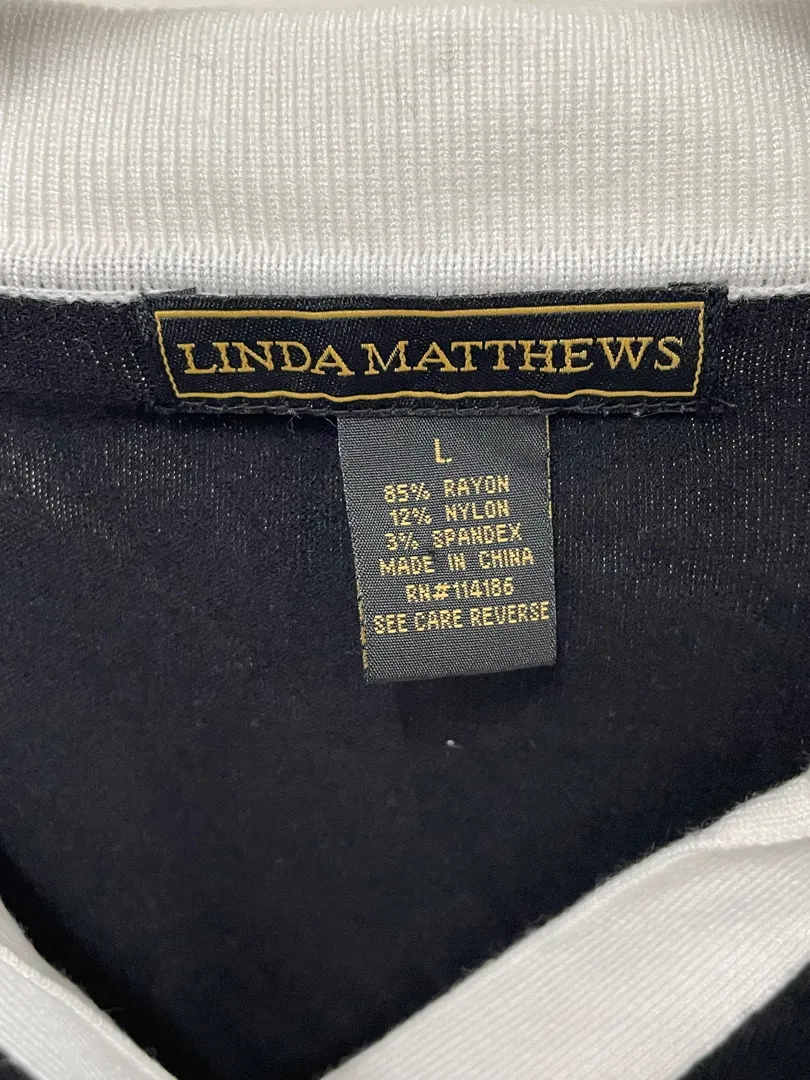 LINDA MATTHEWS
L
85% RAYON
12% NYLON
3% SPANDEX
MADE IN CHINA
RN#114186
SEE CARE REVERSE